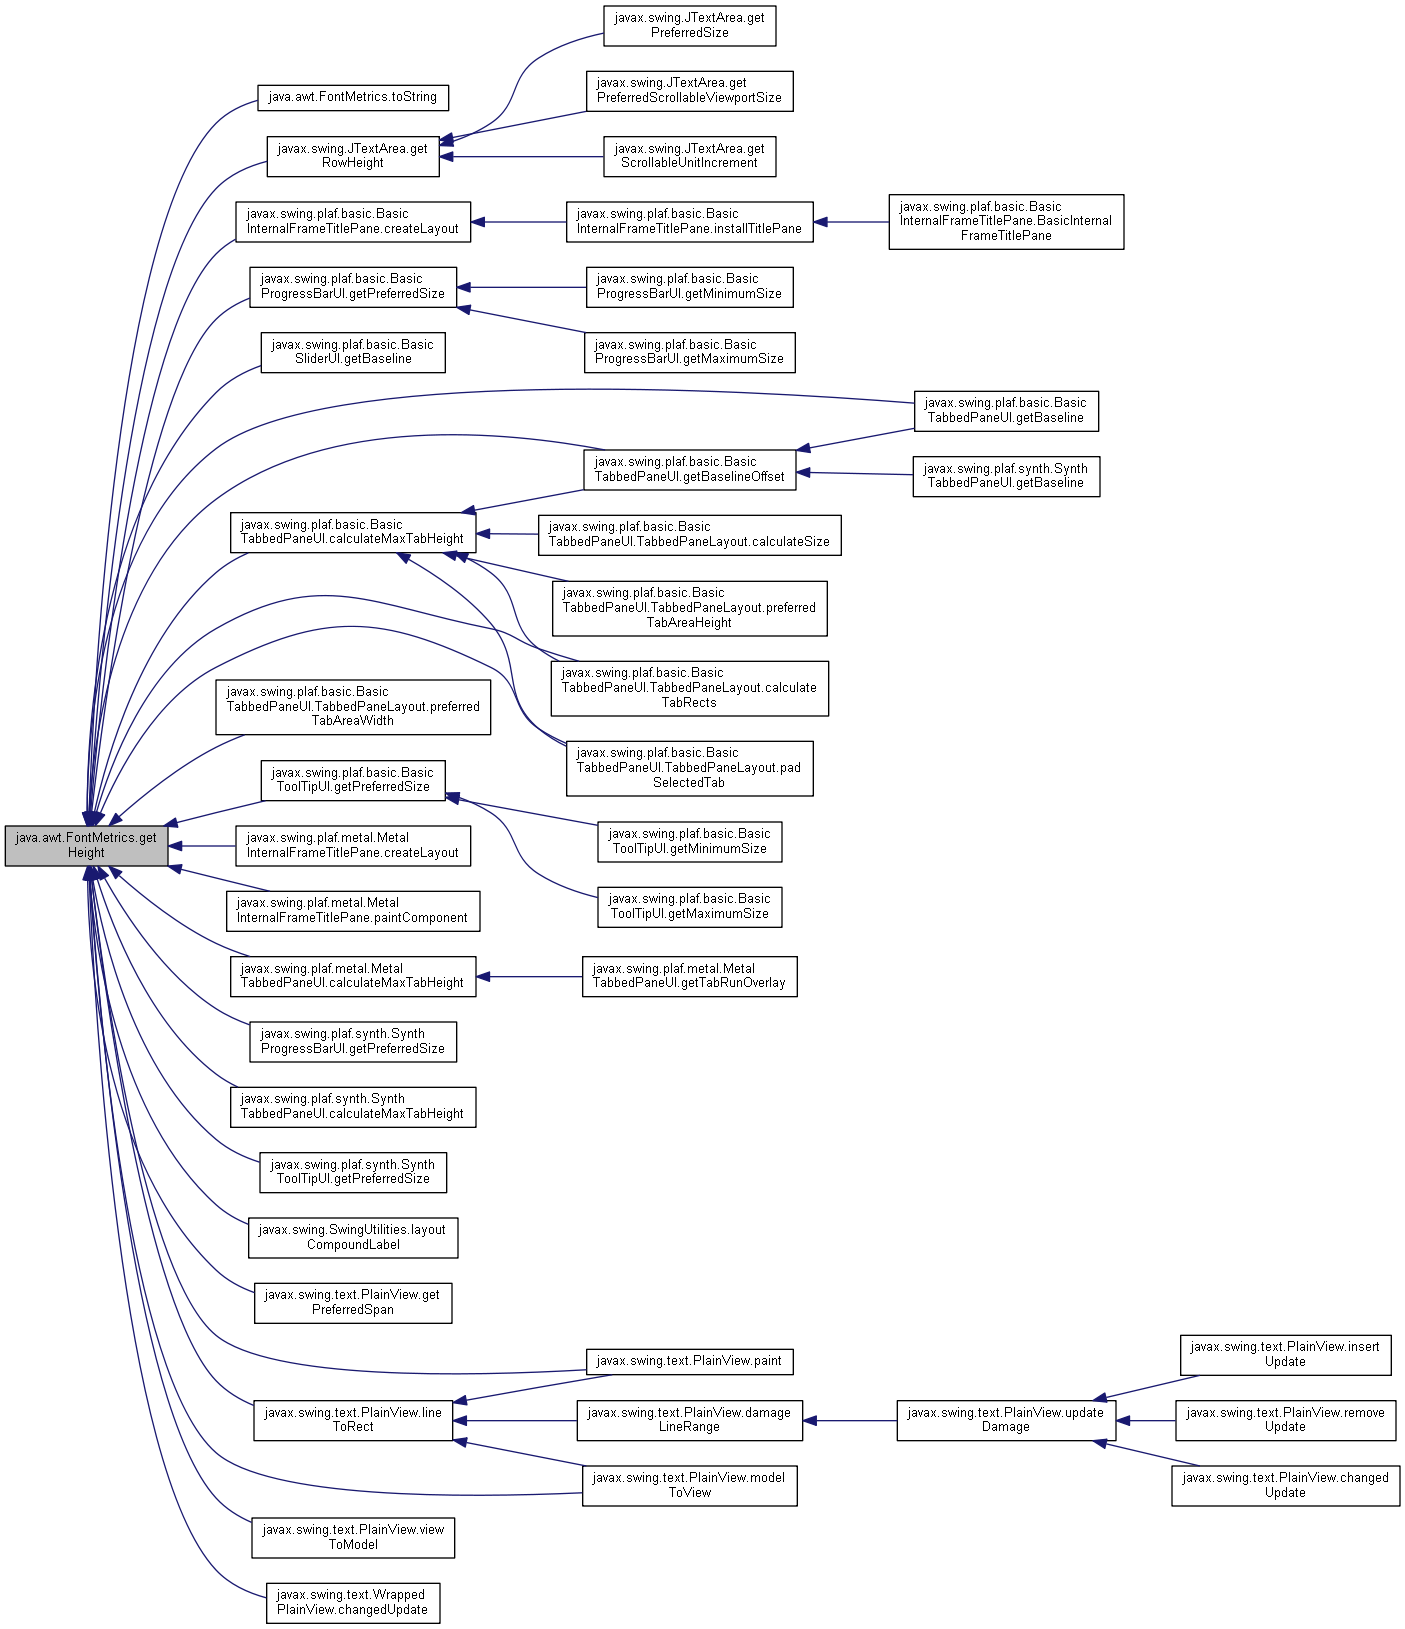 javax.swing.JTextArea.get
PreferredSize
javax.swing.JTextArea.get
PreferredScrollableViewportSize
java.awt.FontMetrics.toString
javax.swing.JTextArea.get
RowHeight
javax.swing.JTextArea.get
ScrollableUnitIncrement
javax.swing.plaf.basic.Basic
InternalFrameTitlePane.createLayout
javax.swing.plaf.basic.Basic
InternalFrameTitlePane.installTitlePane
javax.swing.plaf.basic.Basic
InternalFrameTitlePane.BasicInternal
FrameTitlePane
javax.swing.plaf.basic.Basic
ProgressBarUI.getPreferredSize
javax.swing.plaf.basic.Basic
ProgressBarUI.getMinimumSize
javax.swing.plaf.basic.Basic
SliderUI.getBaseline
javax.swing.plaf.basic.Basic
ProgressBarUI.getMaximumSize
javax.swing.plaf.basic.Basic
TabbedPaneUI.getBaseline
javax.swing.plaf.basic.Basic
TabbedPaneUI.getBaselineOffset
javax.swing.plaf.synth.Synth
TabbedPaneUI.getBaseline
javax.swing.plaf.basic.Basic
TabbedPaneUI.calculateMaxTabHeight
javax.swing.plaf.basic.Basic
TabbedPaneUI.TabbedPaneLayout.calculateSize
javax.swing.plaf.basic.Basic
TabbedPaneUI.TabbedPaneLayout.preferred
TabAreaHeight
javax.swing.plaf.basic.Basic
TabbedPaneUI.TabbedPaneLayout.calculate
TabRects
javax.swing.plaf.basic.Basic
TabbedPaneUI.TabbedPaneLayout.preferred
TabAreaWidth
javax.swing.plaf.basic.Basic
TabbedPaneUI.TabbedPaneLayout.pad
SelectedTab
javax.swing.plaf.basic.Basic
ToolTipUI.getPreferredSize
javax.swing.plaf.basic.Basic
ToolTipUI.getMinimumSize
java.awt.FontMetrics.get
Height
javax.swing.plaf.metal.Metal
InternalFrameTitlePane.createLayout
javax.swing.plaf.basic.Basic
ToolTipUI.getMaximumSize
javax.swing.plaf.metal.Metal
InternalFrameTitlePane.paintComponent
javax.swing.plaf.metal.Metal
TabbedPaneUI.calculateMaxTabHeight
javax.swing.plaf.metal.Metal
TabbedPaneUI.getTabRunOverlay
javax.swing.plaf.synth.Synth
ProgressBarUI.getPreferredSize
javax.swing.plaf.synth.Synth
TabbedPaneUI.calculateMaxTabHeight
javax.swing.plaf.synth.Synth
ToolTipUI.getPreferredSize
javax.swing.SwingUtilities.layout
CompoundLabel
javax.swing.text.PlainView.get
PreferredSpan
javax.swing.text.PlainView.paint
javax.swing.text.PlainView.insert
Update
javax.swing.text.PlainView.line
ToRect
javax.swing.text.PlainView.damage
LineRange
javax.swing.text.PlainView.update
Damage
javax.swing.text.PlainView.remove
Update
javax.swing.text.PlainView.model
ToView
javax.swing.text.PlainView.changed
Update
javax.swing.text.PlainView.view
ToModel
javax.swing.text.Wrapped
PlainView.changedUpdate